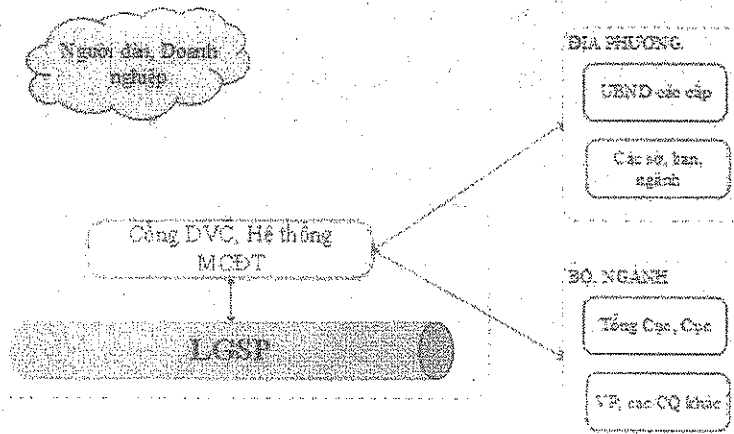 Người dân, Doanh
nghiệp
ĐỊA PHƯƠNG
UBND các cấp
Các sở, ban,
ngành
Cổng DVC, Hệ thống
MCĐT
LGSP
BỘ, NGÀNH
Tổng Cục, Cục
VP, các CQ khác